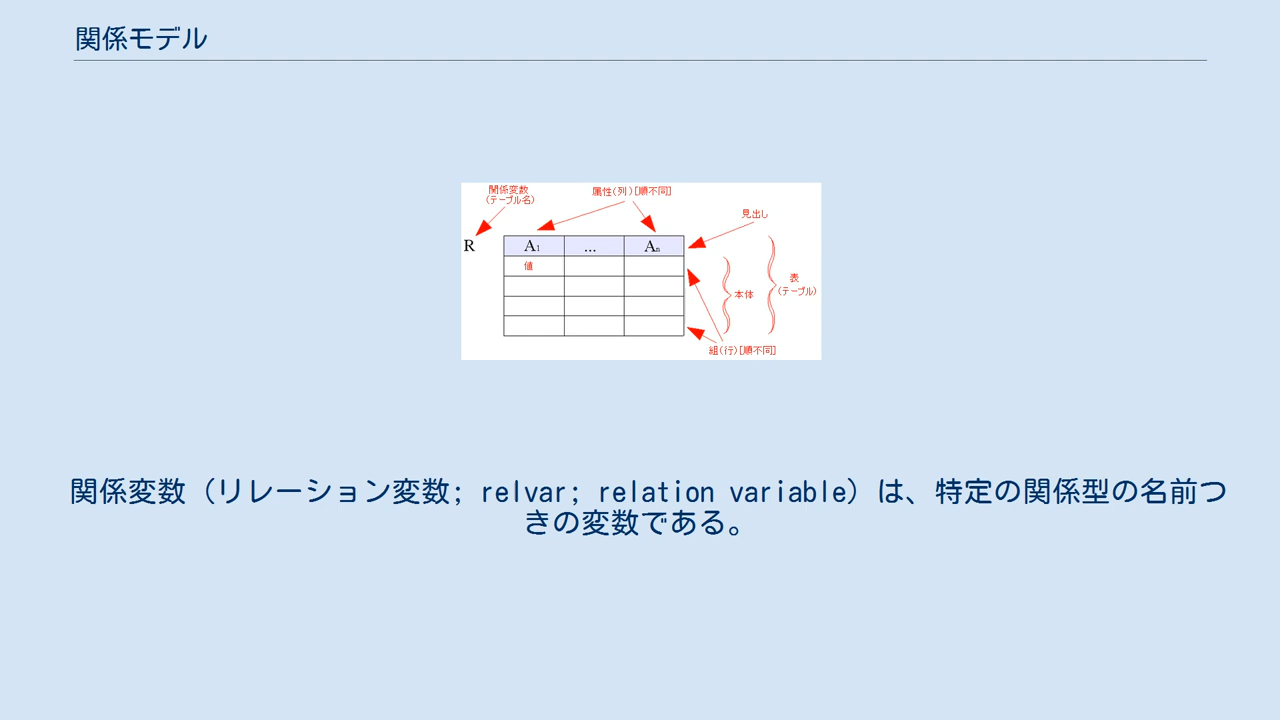 関係モデル
関係変数
(テーブル名)
属性(列)[順不同]
見出し
R
A1
...
An
値
本体
表
(テーブル)
組(行)[順不同]
関係変数（リレーション変数; relvar; relation variable）は、特定の関係型の名前つ
きの変数である。